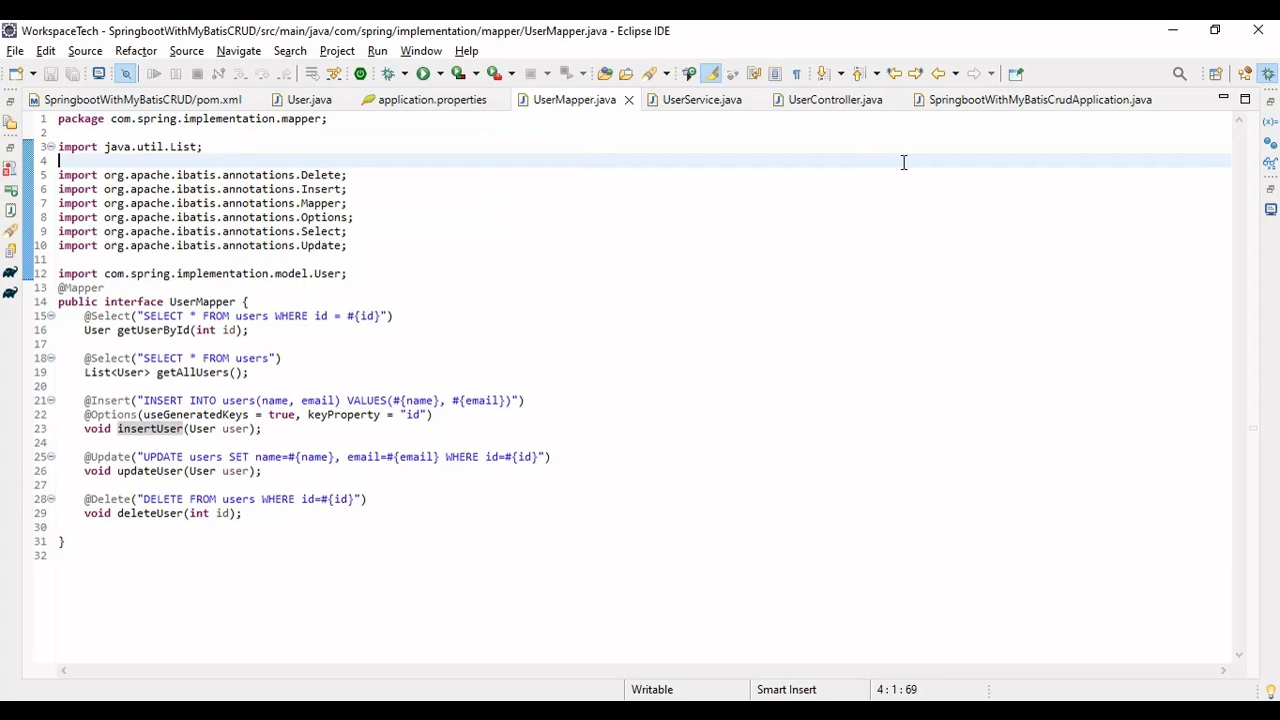 WorkspaceTech - SpringbootWithMyBatisCRUD/src/main/java/com/spring/implementation/mapper/UserMapper.java - Eclipse IDE
File Edit Source Refactor Source Navigate Search Project Run Window Help
SpringbootWithMyBatisCRUD/pom.xml User.java application.properties UserMapper.java UserService.java UserController.java SpringbootWithMyBatisCrudApplication.java
1 package com.spring.implementation.mapper;
2
3 import java.util.List;
4
5 import org.apache.ibatis.annotations.Delete;
6 import org.apache.ibatis.annotations.Insert;
7 import org.apache.ibatis.annotations.Mapper;
8 import org.apache.ibatis.annotations.Options;
9 import org.apache.ibatis.annotations.Select;
10 import org.apache.ibatis.annotations.Update;
11
12 import com.spring.implementation.model.User;
13 @Mapper
14 public interface UserMapper {
15 @Select("SELECT * FROM users WHERE id = #{id}")
16 User getUserById(int id);
17
18 @Select("SELECT * FROM users")
19 List<User> getAllUsers();
20
21 @Insert("INSERT INTO users(name, email) VALUES(#{name}, #{email})")
22 @Options(useGeneratedKeys = true, keyProperty = "id")
23 void insertUser(User user);
24
25 @Update("UPDATE users SET name=#{name}, email=#{email} WHERE id=#{id}")
26 void updateUser(User user);
27
28 @Delete("DELETE FROM users WHERE id=#{id}")
29 void deleteUser(int id);
30
31 }
32
Writable Smart Insert 4 : 1 : 69